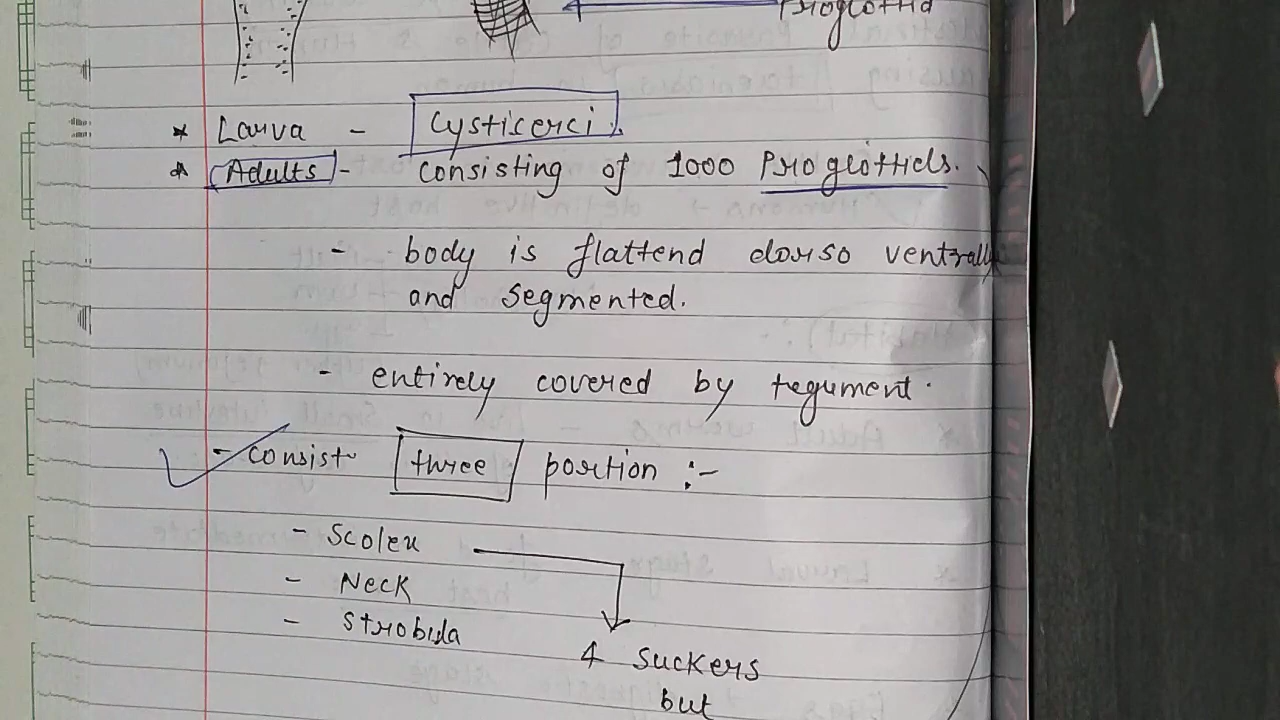 Proglottid
* Larva - Cysticerci.
* Adults - consisting of 1000 Proglottids.
- body is flattend dorso ventrally
and segmented.
- entirely covered by tegument.
- consist three portion :-
- Scolex
- Neck
- Strobula
4 suckers
but